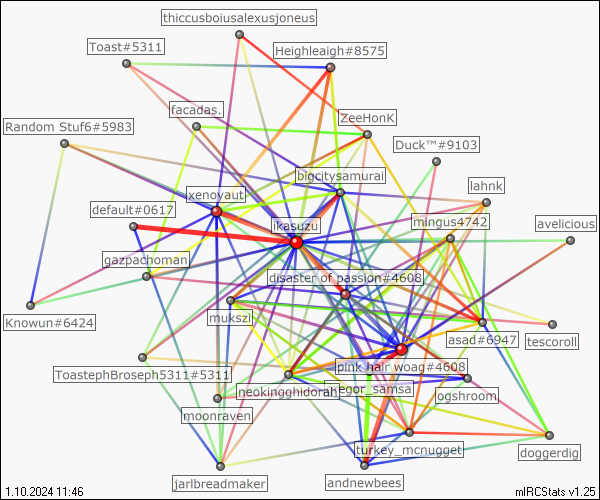 thiccusboiusalexusjoneus
Toast#5311
Heighleaigh#8575
facadas.
ZeeHonK
Random Stuf6#5983
Duck™#9103
bigcitysamurai
lahnk
xenovaut
default#0617
ikasuzu
mingus4742
avelicious
gazpachoman
disaster of passion#4608
mukszi
Knowun#6424
asad#6947
tescoroll
ToastephBroseph5311#5311
pink hair woag#4608
neokingghidorah
egor_samsa
ogshroom
moonraven
turkey_mcnugget
doggerdig
jarlbreadmaker
andnewbees
1.10.2024 11:46
mIRCStats v1.25